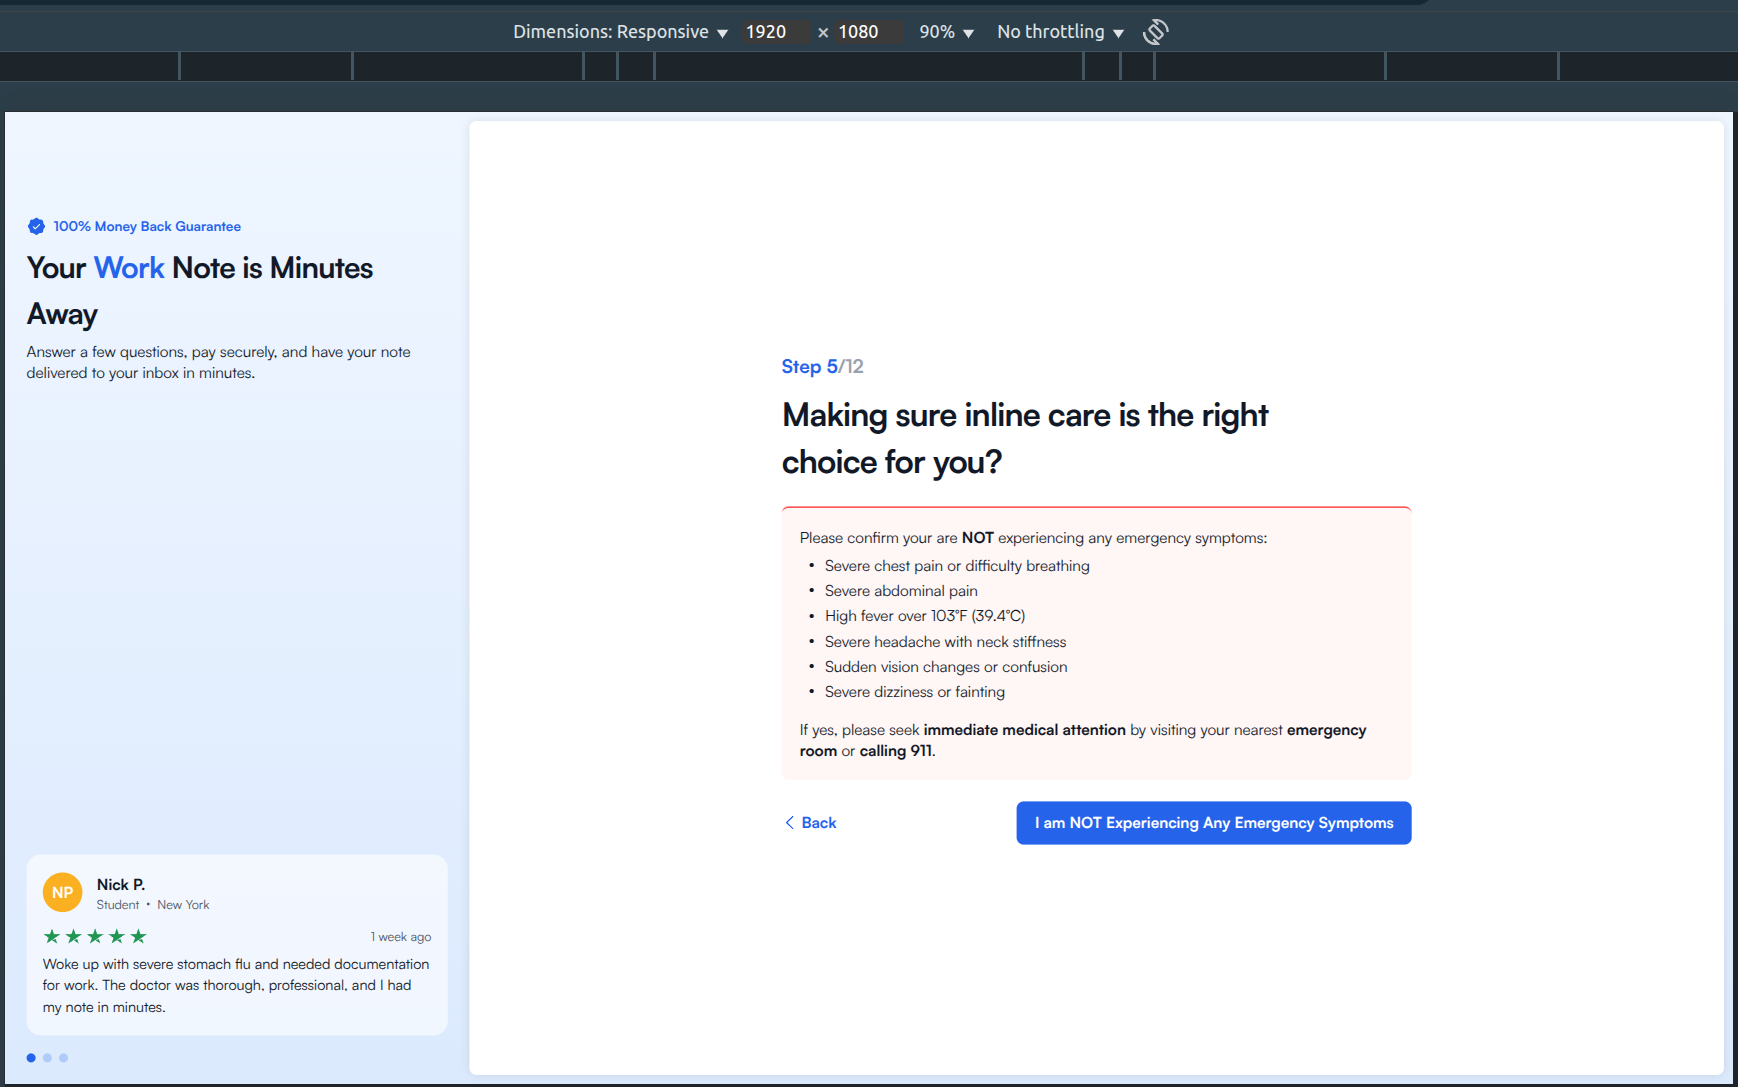 Dimensions: Responsive ▼ 1920 × 1080 90% ▼ No throttling ▼
100% Money Back Guarantee
Your Work Note is Minutes
Away
Answer a few questions, pay securely, and have your note
delivered to your inbox in minutes.
NP
Nick P.
Student • New York
1 week ago
Woke up with severe stomach flu and needed documentation
for work. The doctor was thorough, professional, and I had
my note in minutes.
Step 5/12
Making sure inline care is the right
choice for you?
Please confirm your are NOT experiencing any emergency symptoms:
• Severe chest pain or difficulty breathing
• Severe abdominal pain
• High fever over 103°F (39.4°C)
• Severe headache with neck stiffness
• Sudden vision changes or confusion
• Severe dizziness or fainting
If yes, please seek immediate medical attention by visiting your nearest emergency
room or calling 911.
Back
I am NOT Experiencing Any Emergency Symptoms